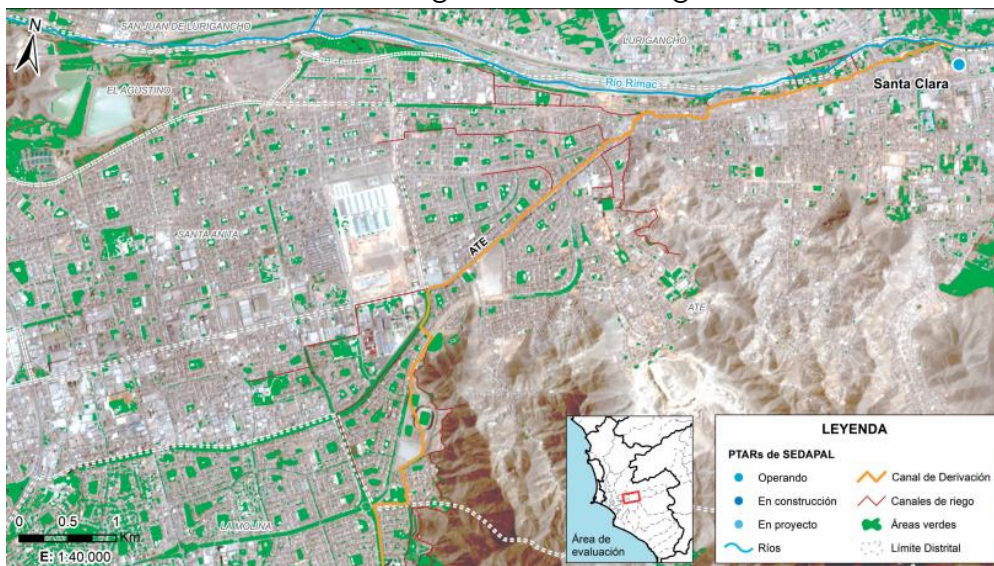 SAN JUAN DE LURIGANCHO
LURIGANCHO
N
Río Rimac
EL AGUSTINO
Santa Clara
SANTA ANITA
ATE
ATE
LA MOLINA
0 0.5 1
Km.
E: 1:40,000
Área de
evaluación
LEYENDA
PTARs de SEDAPAL
Operando
En construcción
En proyecto
Ríos
Canal de Derivación
Canales de riego
Áreas verdes
Límite Distrital